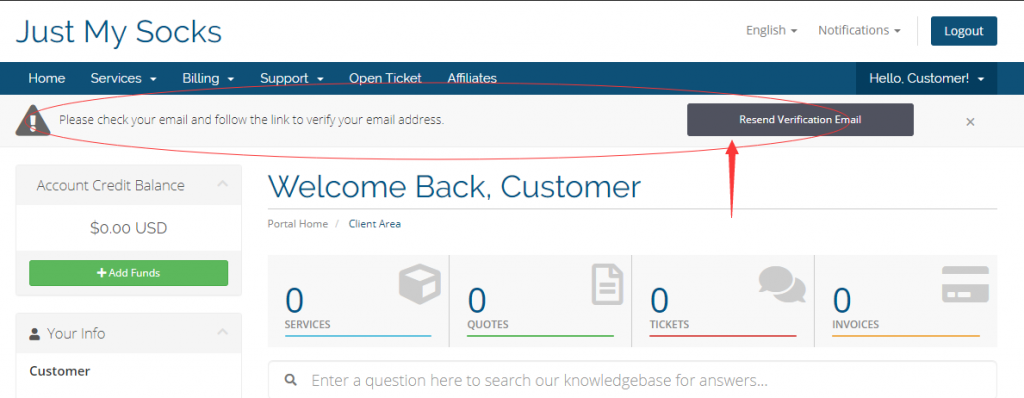 Just My Socks
English
Notifications
Logout
Home
Services
Billing
Support
Open Ticket
Affiliates
Hello, Customer!
Please check your email and follow the link to verify your email address.
Resend Verification Email
×
Account Credit Balance
$0.00 USD
Add Funds
Your Info
Customer
Welcome Back, Customer
Portal Home / Client Area
0
SERVICES
0
QUOTES
0
TICKETS
0
INVOICES
Enter a question here to search our knowledgebase for answers...